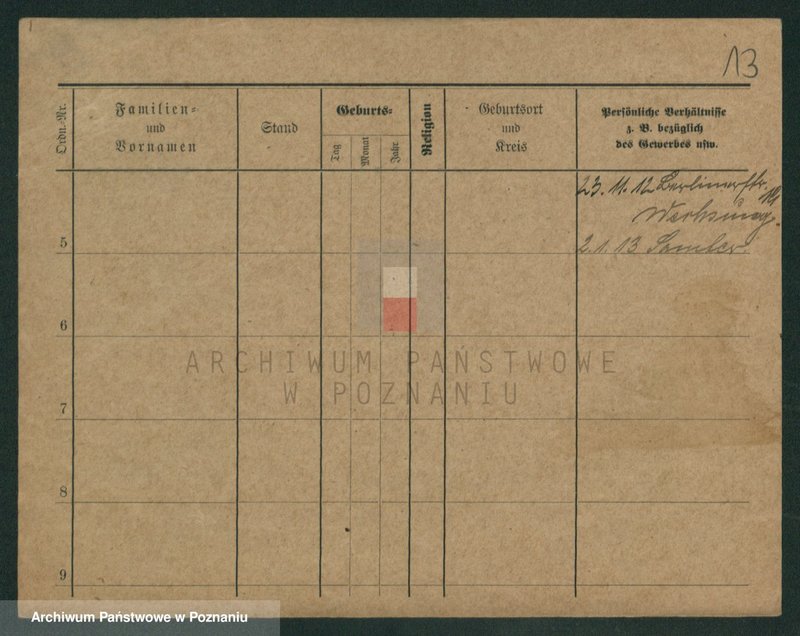 13
Ordn.-Nr.
Familien-
und
Vornamen
Stand
Geburts-
Tag
Monat
Jahr
Religion
Geburtsort
und
Kreis
Persönliche Verhältnisse
z. B. bezüglich
des Gewerbes usw.
23. 11. 12 Berlinerstr.
2. 1. 13
5
6
7
8
9
ARCHIWUM PAŃSTWOWE
W POZNANIU
Archiwum Państwowe w Poznaniu